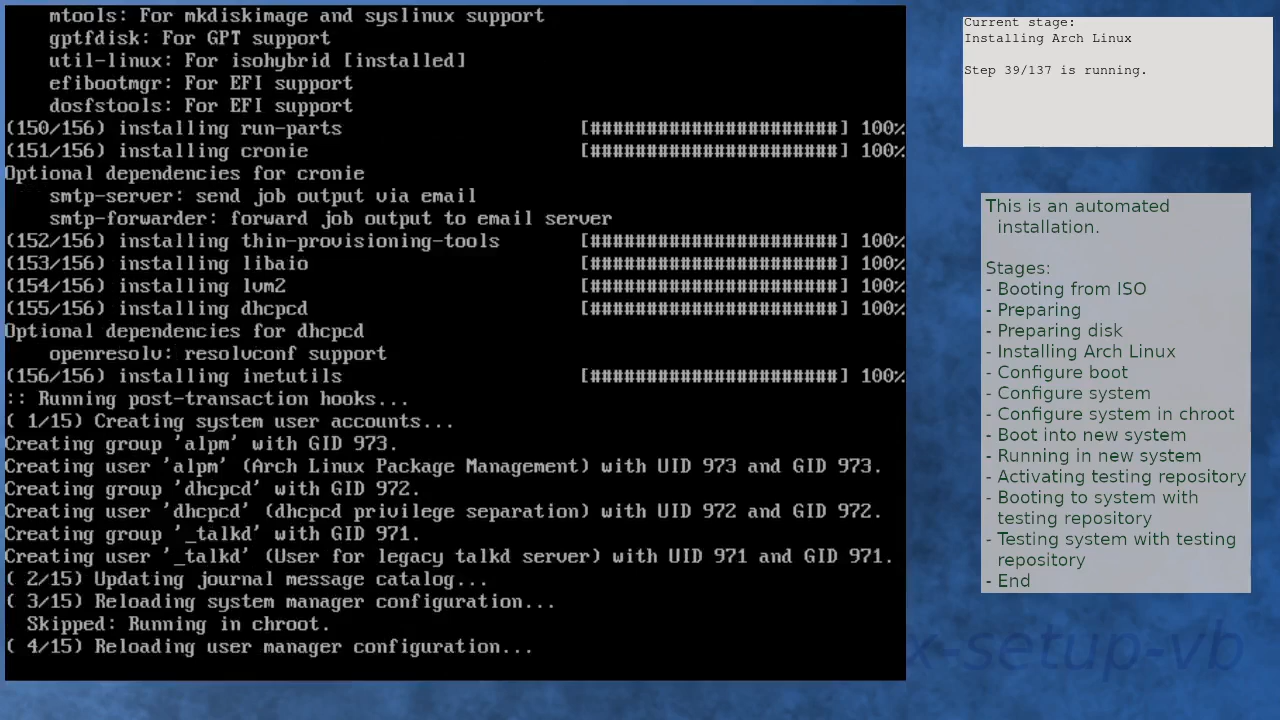 mtools: For mkdiskimage and syslinux support
gptfdisk: For GPT support
util-linux: For isohybrid [installed]
efibootmgr: For EFI support
dosfstools: For EFI support
(150/156) installing run-parts [######################] 100%
(151/156) installing cronie [######################] 100%
Optional dependencies for cronie
smtp-server: send job output via email
smtp-forwarder: forward job output to email server
(152/156) installing thin-provisioning-tools [######################] 100%
(153/156) installing libaio [######################] 100%
(154/156) installing lvm2 [######################] 100%
(155/156) installing dhcpcd [######################] 100%
Optional dependencies for dhcpcd
openresolv: resolvconf support
(156/156) installing inetutils [######################] 100%
:: Running post-transaction hooks...
( 1/15) Creating system user accounts...
Creating group 'alpm' with GID 973.
Creating user 'alpm' (Arch Linux Package Management) with UID 973 and GID 973.
Creating group 'dhcpcd' with GID 972.
Creating user 'dhcpcd' (dhcpcd privilege separation) with UID 972 and GID 972.
Creating group '_talkd' with GID 971.
Creating user '_talkd' (User for legacy talkd server) with UID 971 and GID 971.
( 2/15) Updating journal message catalog...
( 3/15) Reloading system manager configuration...
Skipped: Running in chroot.
( 4/15) Reloading user manager configuration...
Current stage:
Installing Arch Linux
Step 39/137 is running.
This is an automated
installation.
Stages:
- Booting from ISO
- Preparing
- Preparing disk
- Installing Arch Linux
- Configure boot
- Configure system
- Configure system in chroot
- Boot into new system
- Running in new system
- Activating testing repository
- Booting to system with
testing repository
- Testing system with testing
repository
- End
x-setup-vb